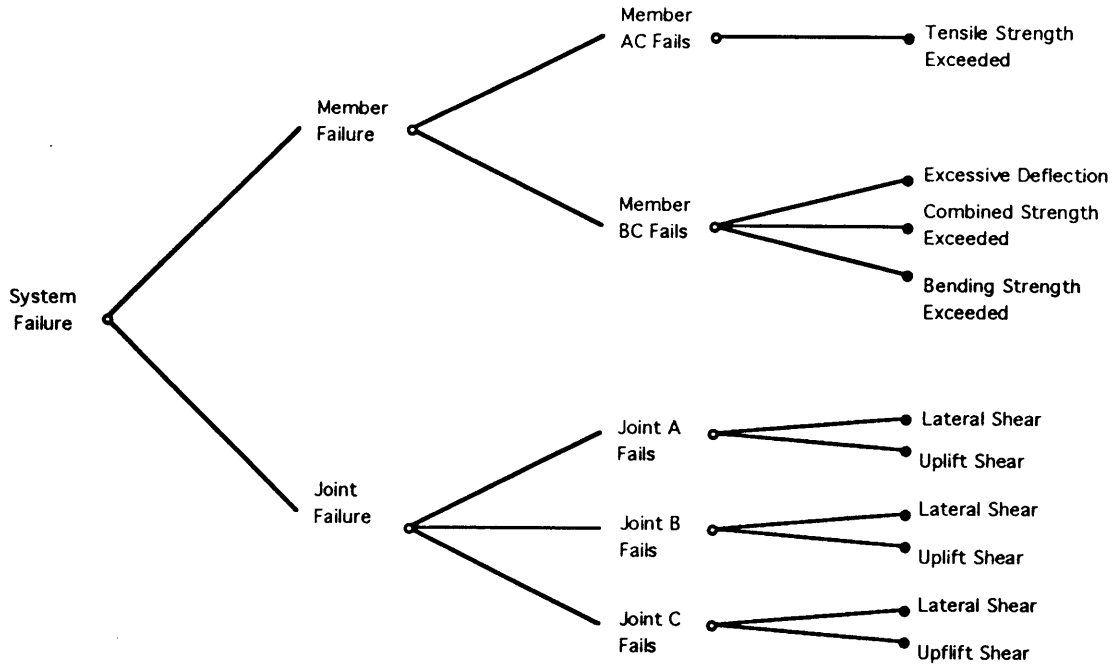 Member
AC Fails
Tensile Strength
Exceeded
Member
Failure
Excessive Deflection
Member
BC Fails
Combined Strength
Exceeded
Bending Strength
Exceeded
System
Failure
Joint A
Fails
Lateral Shear
Uplift Shear
Joint
Failure
Joint B
Fails
Lateral Shear
Uplift Shear
Joint C
Fails
Lateral Shear
Upflift Shear